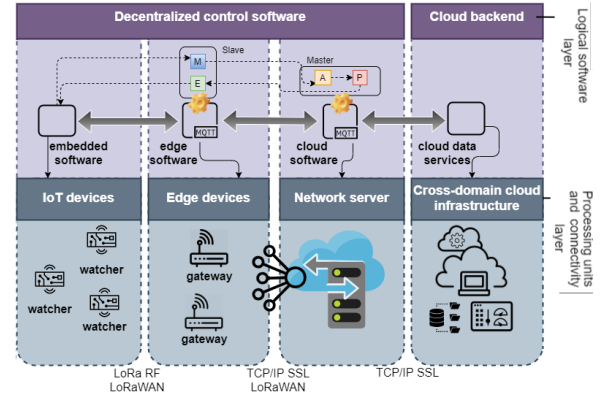 Decentralized control software
Cloud backend
Logical software
layer
Slave
M
E
Master
A
P
MQTT
MQTT
embedded
software
edge
software
cloud
software
cloud data
services
IoT devices
Edge devices
Network server
Cross-domain cloud
infrastructure
Processing units
and connectivity
layer
watcher
watcher
watcher
gateway
gateway
LoRa RF
LoRaWAN
TCP/IP SSL
LoRaWAN
TCP/IP SSL